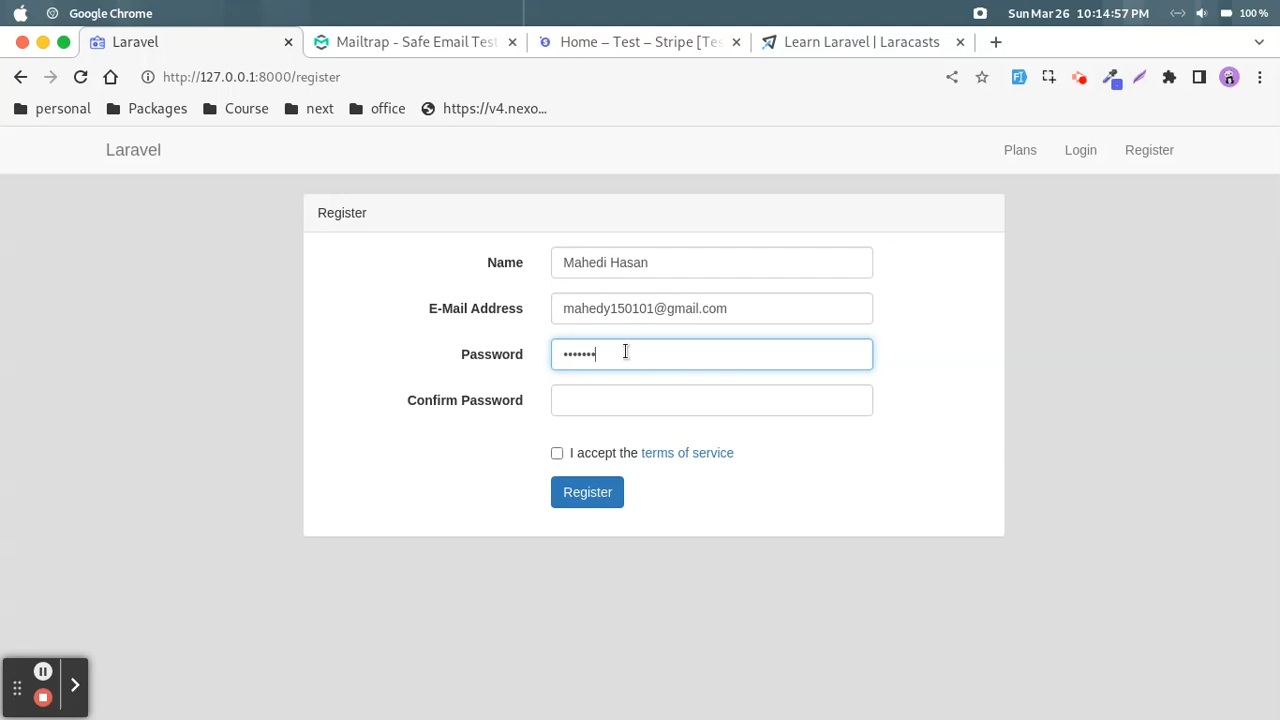 Google Chrome
Sun Mar 26 10:14:57 PM 100 %
Laravel Mailtrap - Safe Email Test Home – Test – Stripe [Tes Learn Laravel | Laracasts
http://127.0.0.1:8000/register
personal Packages Course next office https://v4.nexo...
Laravel Plans Login Register
Register
Name Mahedi Hasan
E-Mail Address mahedy150101@gmail.com
Password •••••••
Confirm Password
I accept the terms of service
Register